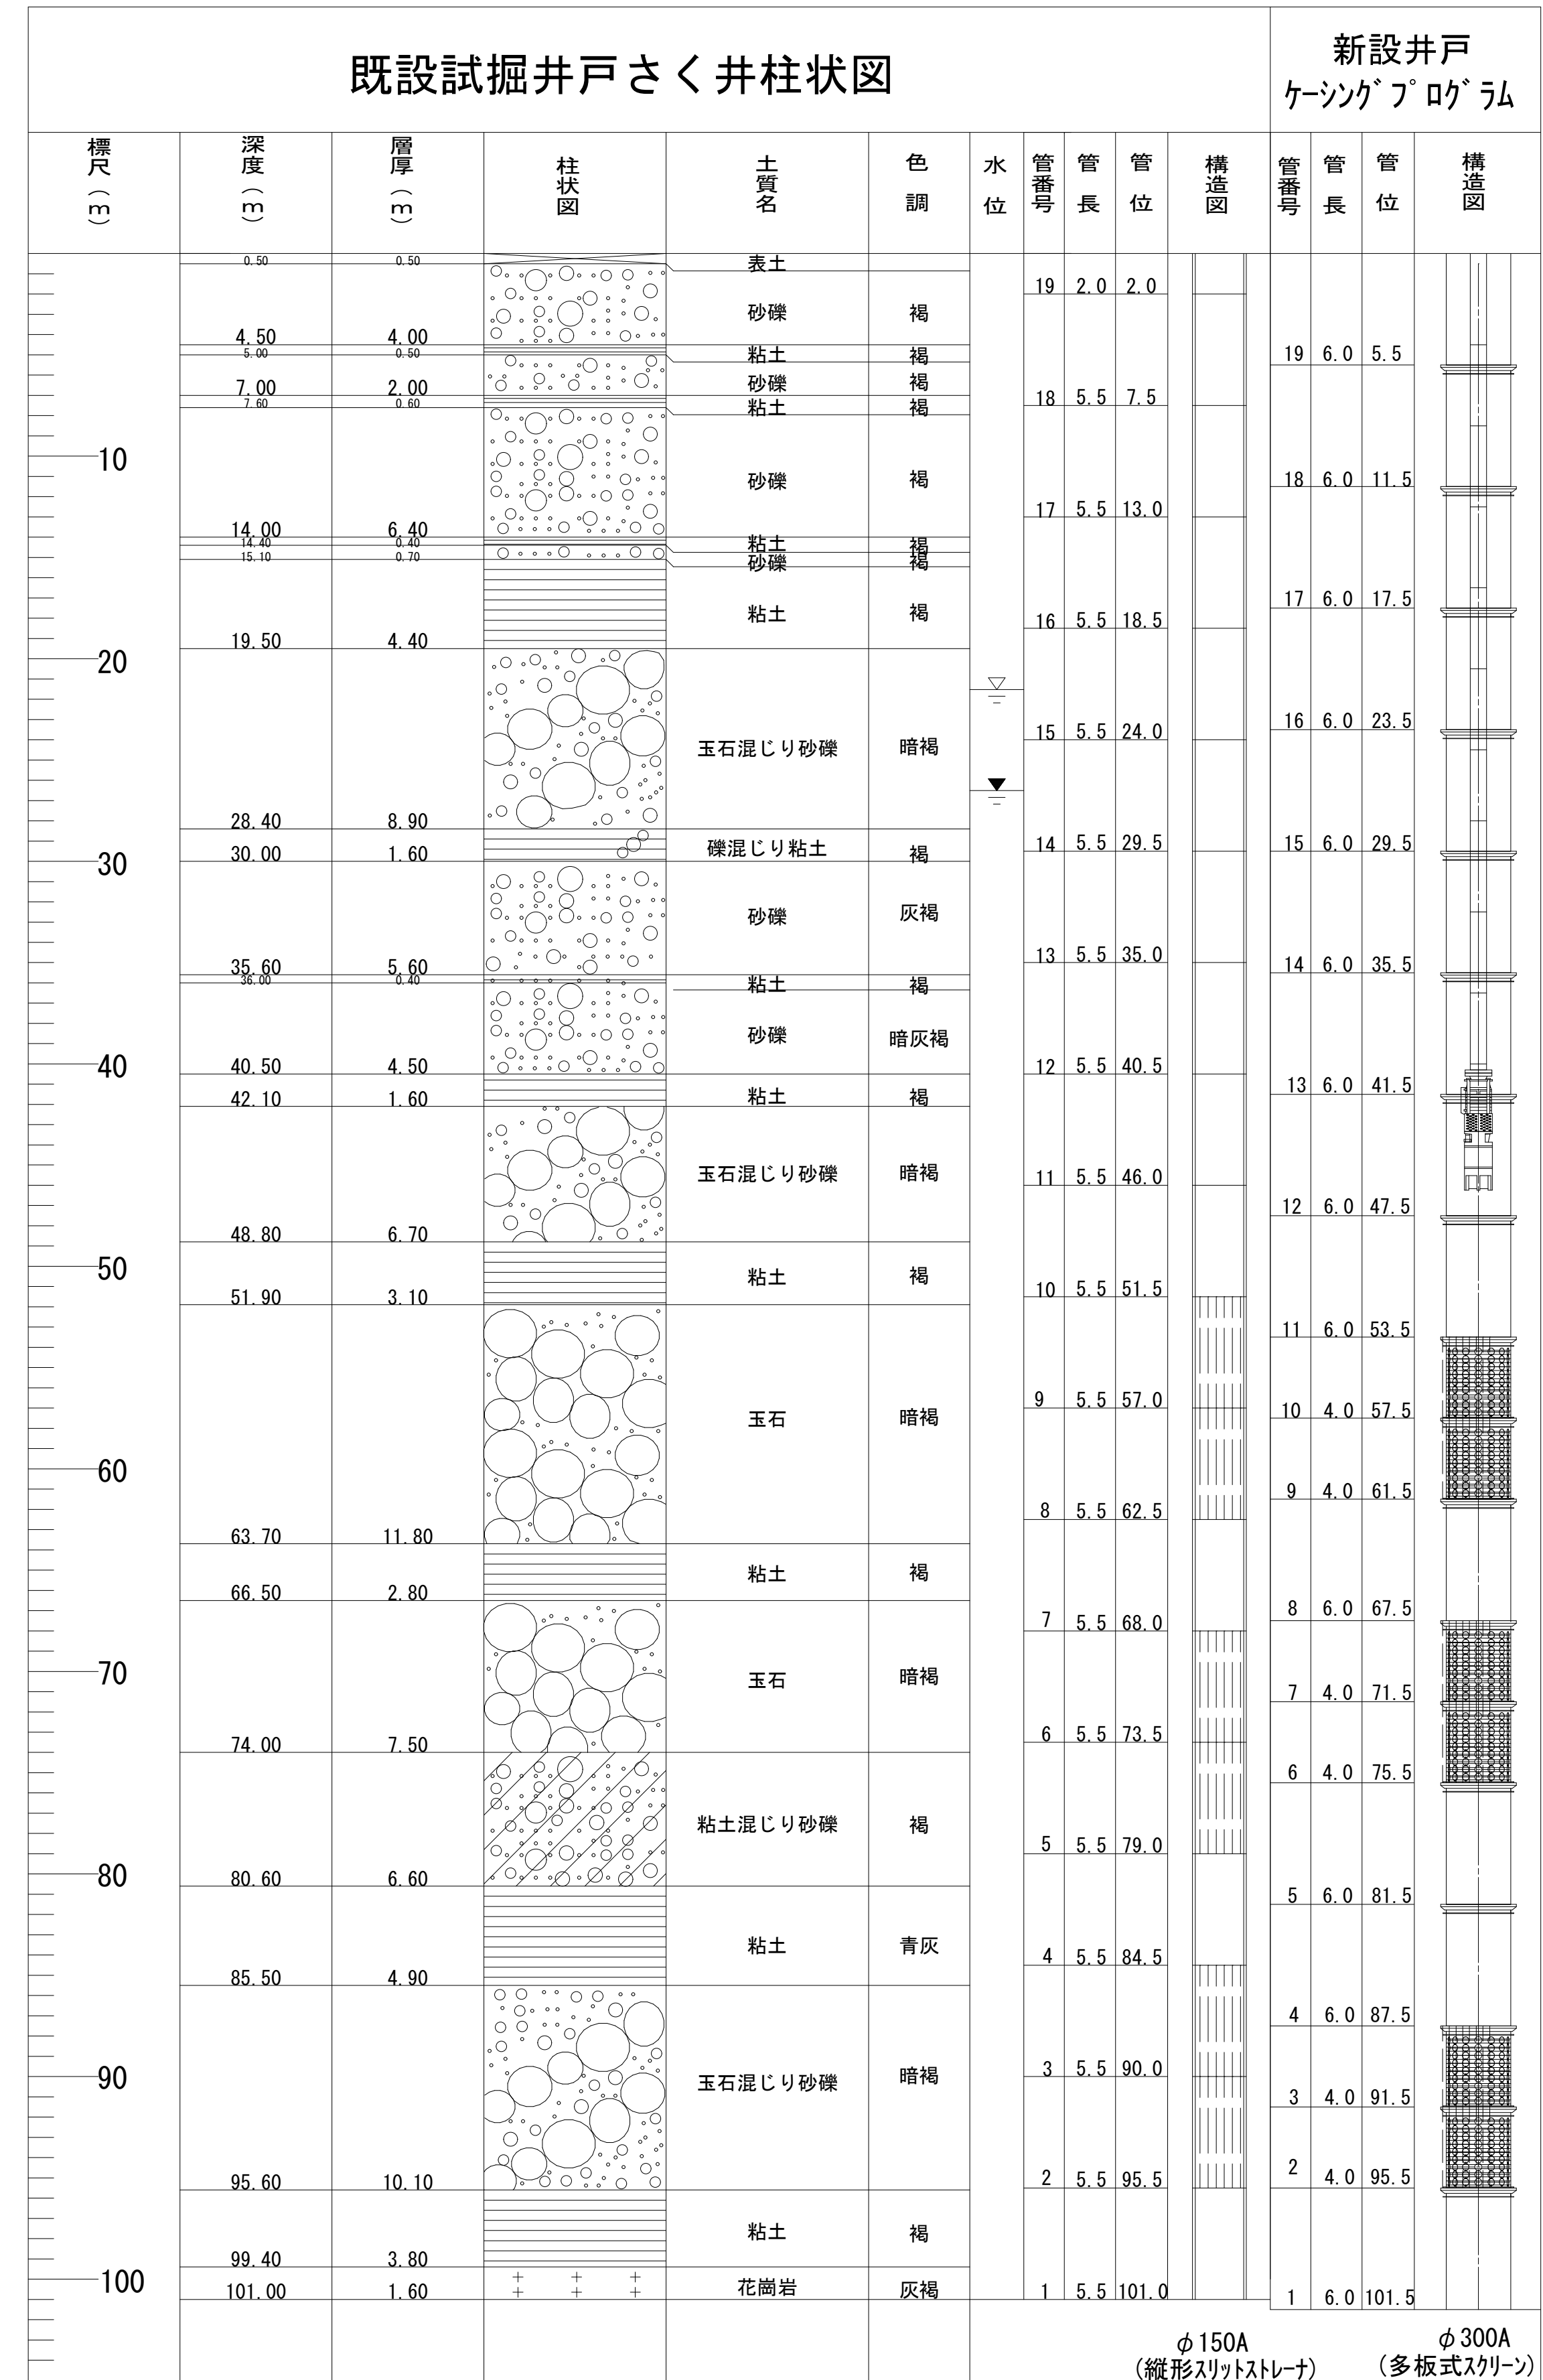 既設試掘井戸さく井柱状図
新設井戸
ケーシングプログラム
標尺(m) 深度(m) 層厚(m) 柱状図 土質名 色調 水位 管番号 管長 管位 構造図 管番号 管長 管位 構造図
0.50 0.50 表土
19 2.0 2.0
砂礫 褐
4.50 4.00
5.00 0.50 粘土 褐
19 6.0 5.5
7.00 2.00 砂礫 褐
18 5.5 7.5
7.60 0.60 粘土 褐
10
砂礫 褐
18 6.0 11.5
17 5.5 13.0
14.00 6.40
14.40 0.40 粘土 褐
15.10 0.70 砂礫 褐
17 6.0 17.5
粘土 褐
16 5.5 18.5
19.50 4.40
20
16 6.0 23.5
15 5.5 24.0
玉石混じり砂礫 暗褐
28.40 8.90
14 5.5 29.5
15 6.0 29.5
30 30.00 1.60 礫混じり粘土 褐
砂礫 灰褐
13 5.5 35.0
35.60 5.60
14 6.0 35.5
36.00 0.40 粘土 褐
砂礫 暗灰褐
40 40.50 4.50
12 5.5 40.5
13 6.0 41.5
42.10 1.60 粘土 褐
玉石混じり砂礫 暗褐
11 5.5 46.0
12 6.0 47.5
48.80 6.70
50
粘土 褐
10 5.5 51.5
51.90 3.10
11 6.0 53.5
9 5.5 57.0
玉石 暗褐
10 4.0 57.5
60
9 4.0 61.5
8 5.5 62.5
63.70 11.80
粘土 褐
66.50 2.80
8 6.0 67.5
7 5.5 68.0
70
玉石 暗褐
7 4.0 71.5
6 5.5 73.5
74.00 7.50
6 4.0 75.5
粘土混じり砂礫 褐
5 5.5 79.0
80 80.60 6.60
5 6.0 81.5
粘土 青灰
4 5.5 84.5
85.50 4.90
4 6.0 87.5
90
玉石混じり砂礫 暗褐
3 5.5 90.0
3 4.0 91.5
95.60 10.10
2 5.5 95.5
2 4.0 95.5
粘土 褐
99.40 3.80
100
101.00 1.60 花崗岩 灰褐
1 5.5 101.0
1 6.0 101.5
φ150A
(縦形スリットストレーナ)
φ300A
(多板式スクリーン)